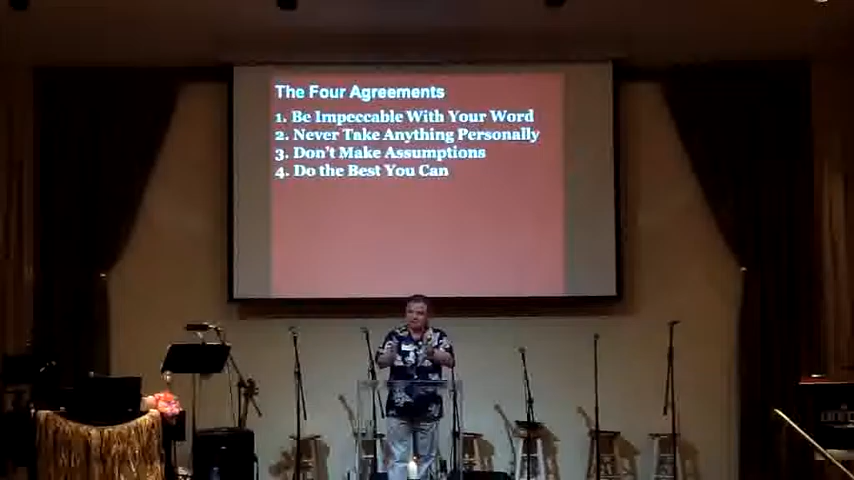 The Four Agreements
1. Be Impeccable With Your Word
2. Never Take Anything Personally
3. Don't Make Assumptions
4. Do the Best You Can